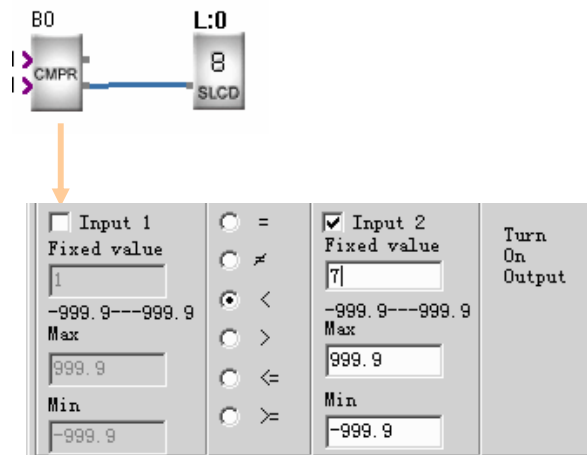 B0
L:0
CMPR
8
SLCD
Input 1
Fixed value
1
-999.9---999.9
Max
999.9
Min
-999.9
=
≠
<
>
<=
>=
Input 2
Fixed value
7
-999.9---999.9
Max
999.9
Min
-999.9
Turn
On
Output